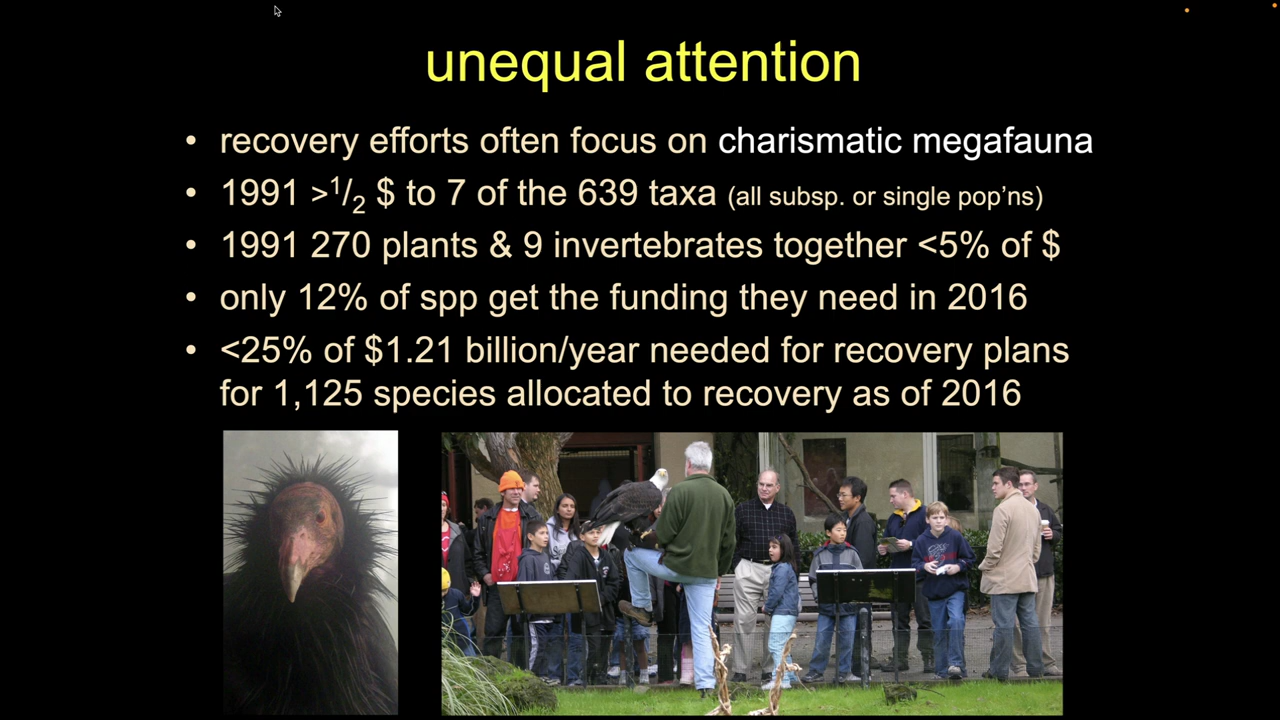 unequal attention
• recovery efforts often focus on charismatic megafauna
• 1991 >1/2 $ to 7 of the 639 taxa (all subsp. or single pop’ns)
• 1991 270 plants & 9 invertebrates together <5% of $
• only 12% of spp get the funding they need in 2016
• <25% of $1.21 billion/year needed for recovery plans
for 1,125 species allocated to recovery as of 2016